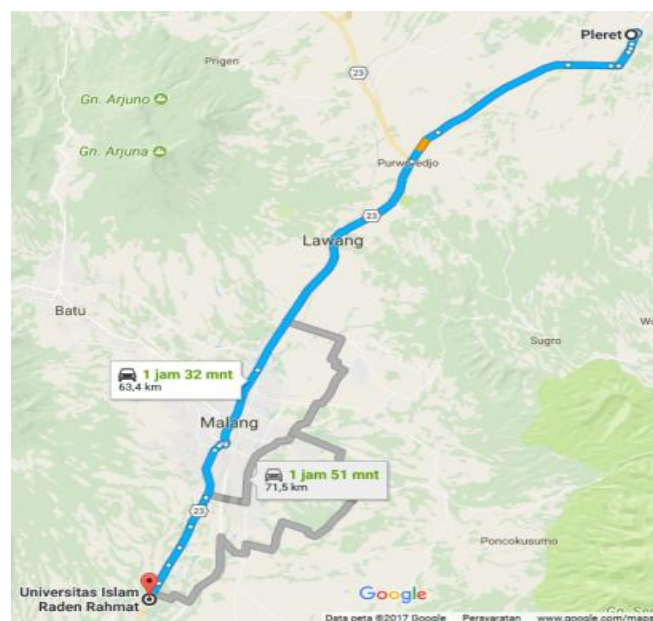 Pleret
Prigen
23
Gn. Arjuno
Gn. Arjuna
23
Lawang
Batu
Sugro
1 jam 32 mnt
63,4 km
Malang
1 jam 51 mnt
71,5 km
23
Poncokusumo
Universitas Islam
Raden Rahmat
Google
Data peta ©2017 Google Persyaratan www.google.com/maps